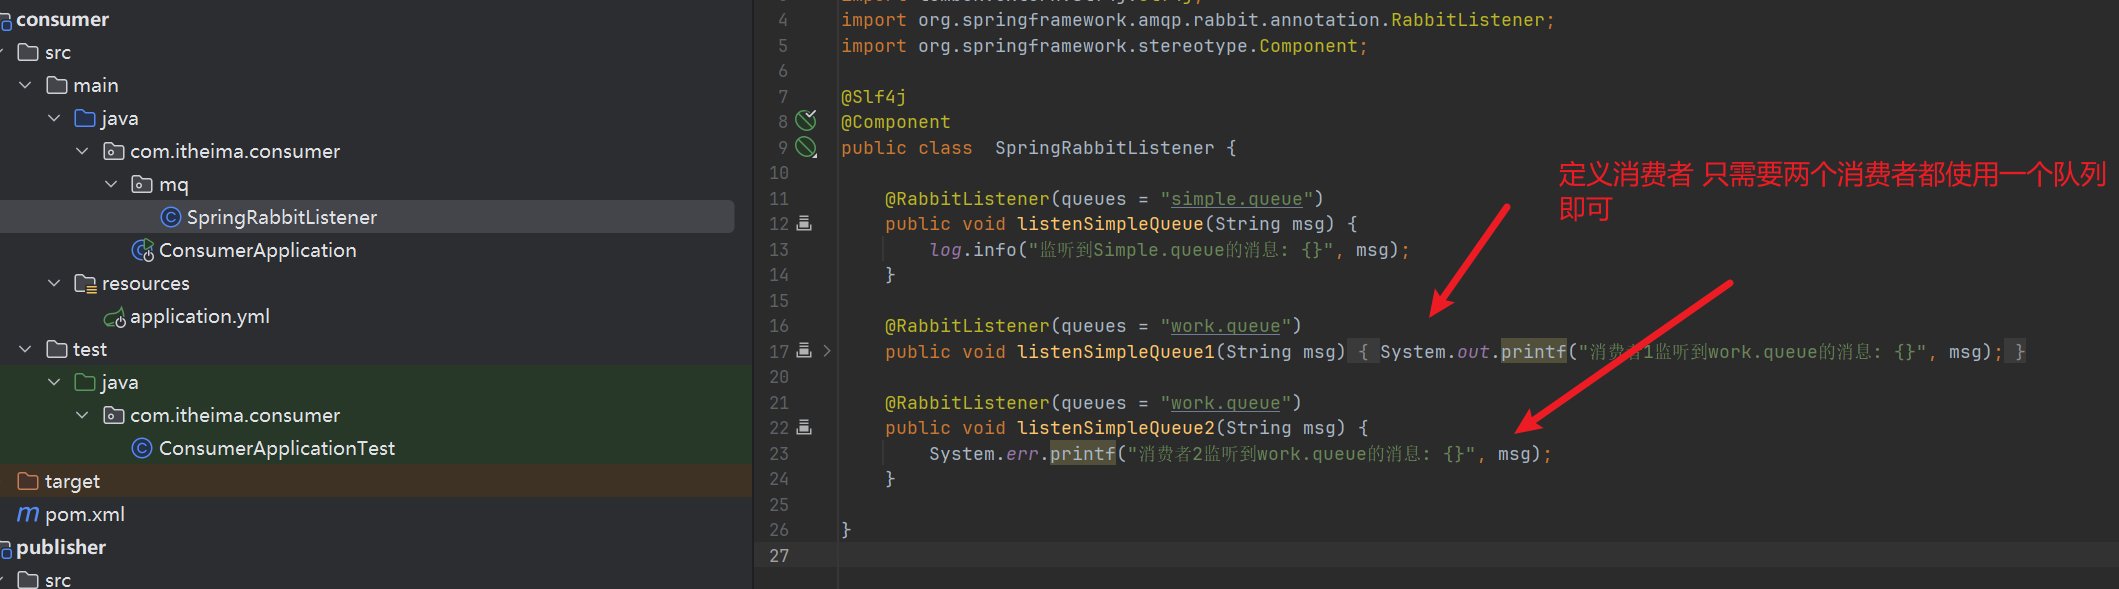 consumer
src
main
java
com.itheima.consumer
mq
SpringRabbitListener
ConsumerApplication
resources
application.yml
test
java
com.itheima.consumer
ConsumerApplicationTest
target
pom.xml
publisher
src
4 import org.springframework.amqp.rabbit.annotation.RabbitListener;
5 import org.springframework.stereotype.Component;
6
7 @Slf4j
8 @Component
9 public class  SpringRabbitListener {
10
11 @RabbitListener(queues = "simple.queue")
12 public void listenSimpleQueue(String msg) {
13 log.info("监听到Simple.queue的消息: {}", msg);
14 }
15
16 @RabbitListener(queues = "work.queue")
17 public void listenSimpleQueue1(String msg) { System.out.printf("消费者1监听到work.queue的消息: {}", msg); }
20
21 @RabbitListener(queues = "work.queue")
22 public void listenSimpleQueue2(String msg) {
23 System.err.printf("消费者2监听到work.queue的消息: {}", msg);
24 }
25
26 }
27
定义消费者 只需要两个消费者都使用一个队列
即可